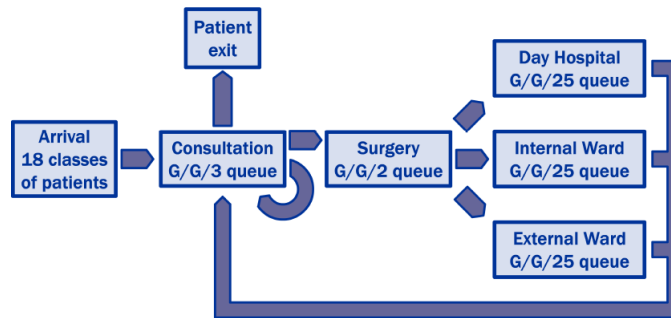 Patient
exit
Day Hospital
G/G/25 queue
Arrival
18 classes
of patients
Consultation
G/G/3 queue
Surgery
G/G/2 queue
Internal Ward
G/G/25 queue
External Ward
G/G/25 queue